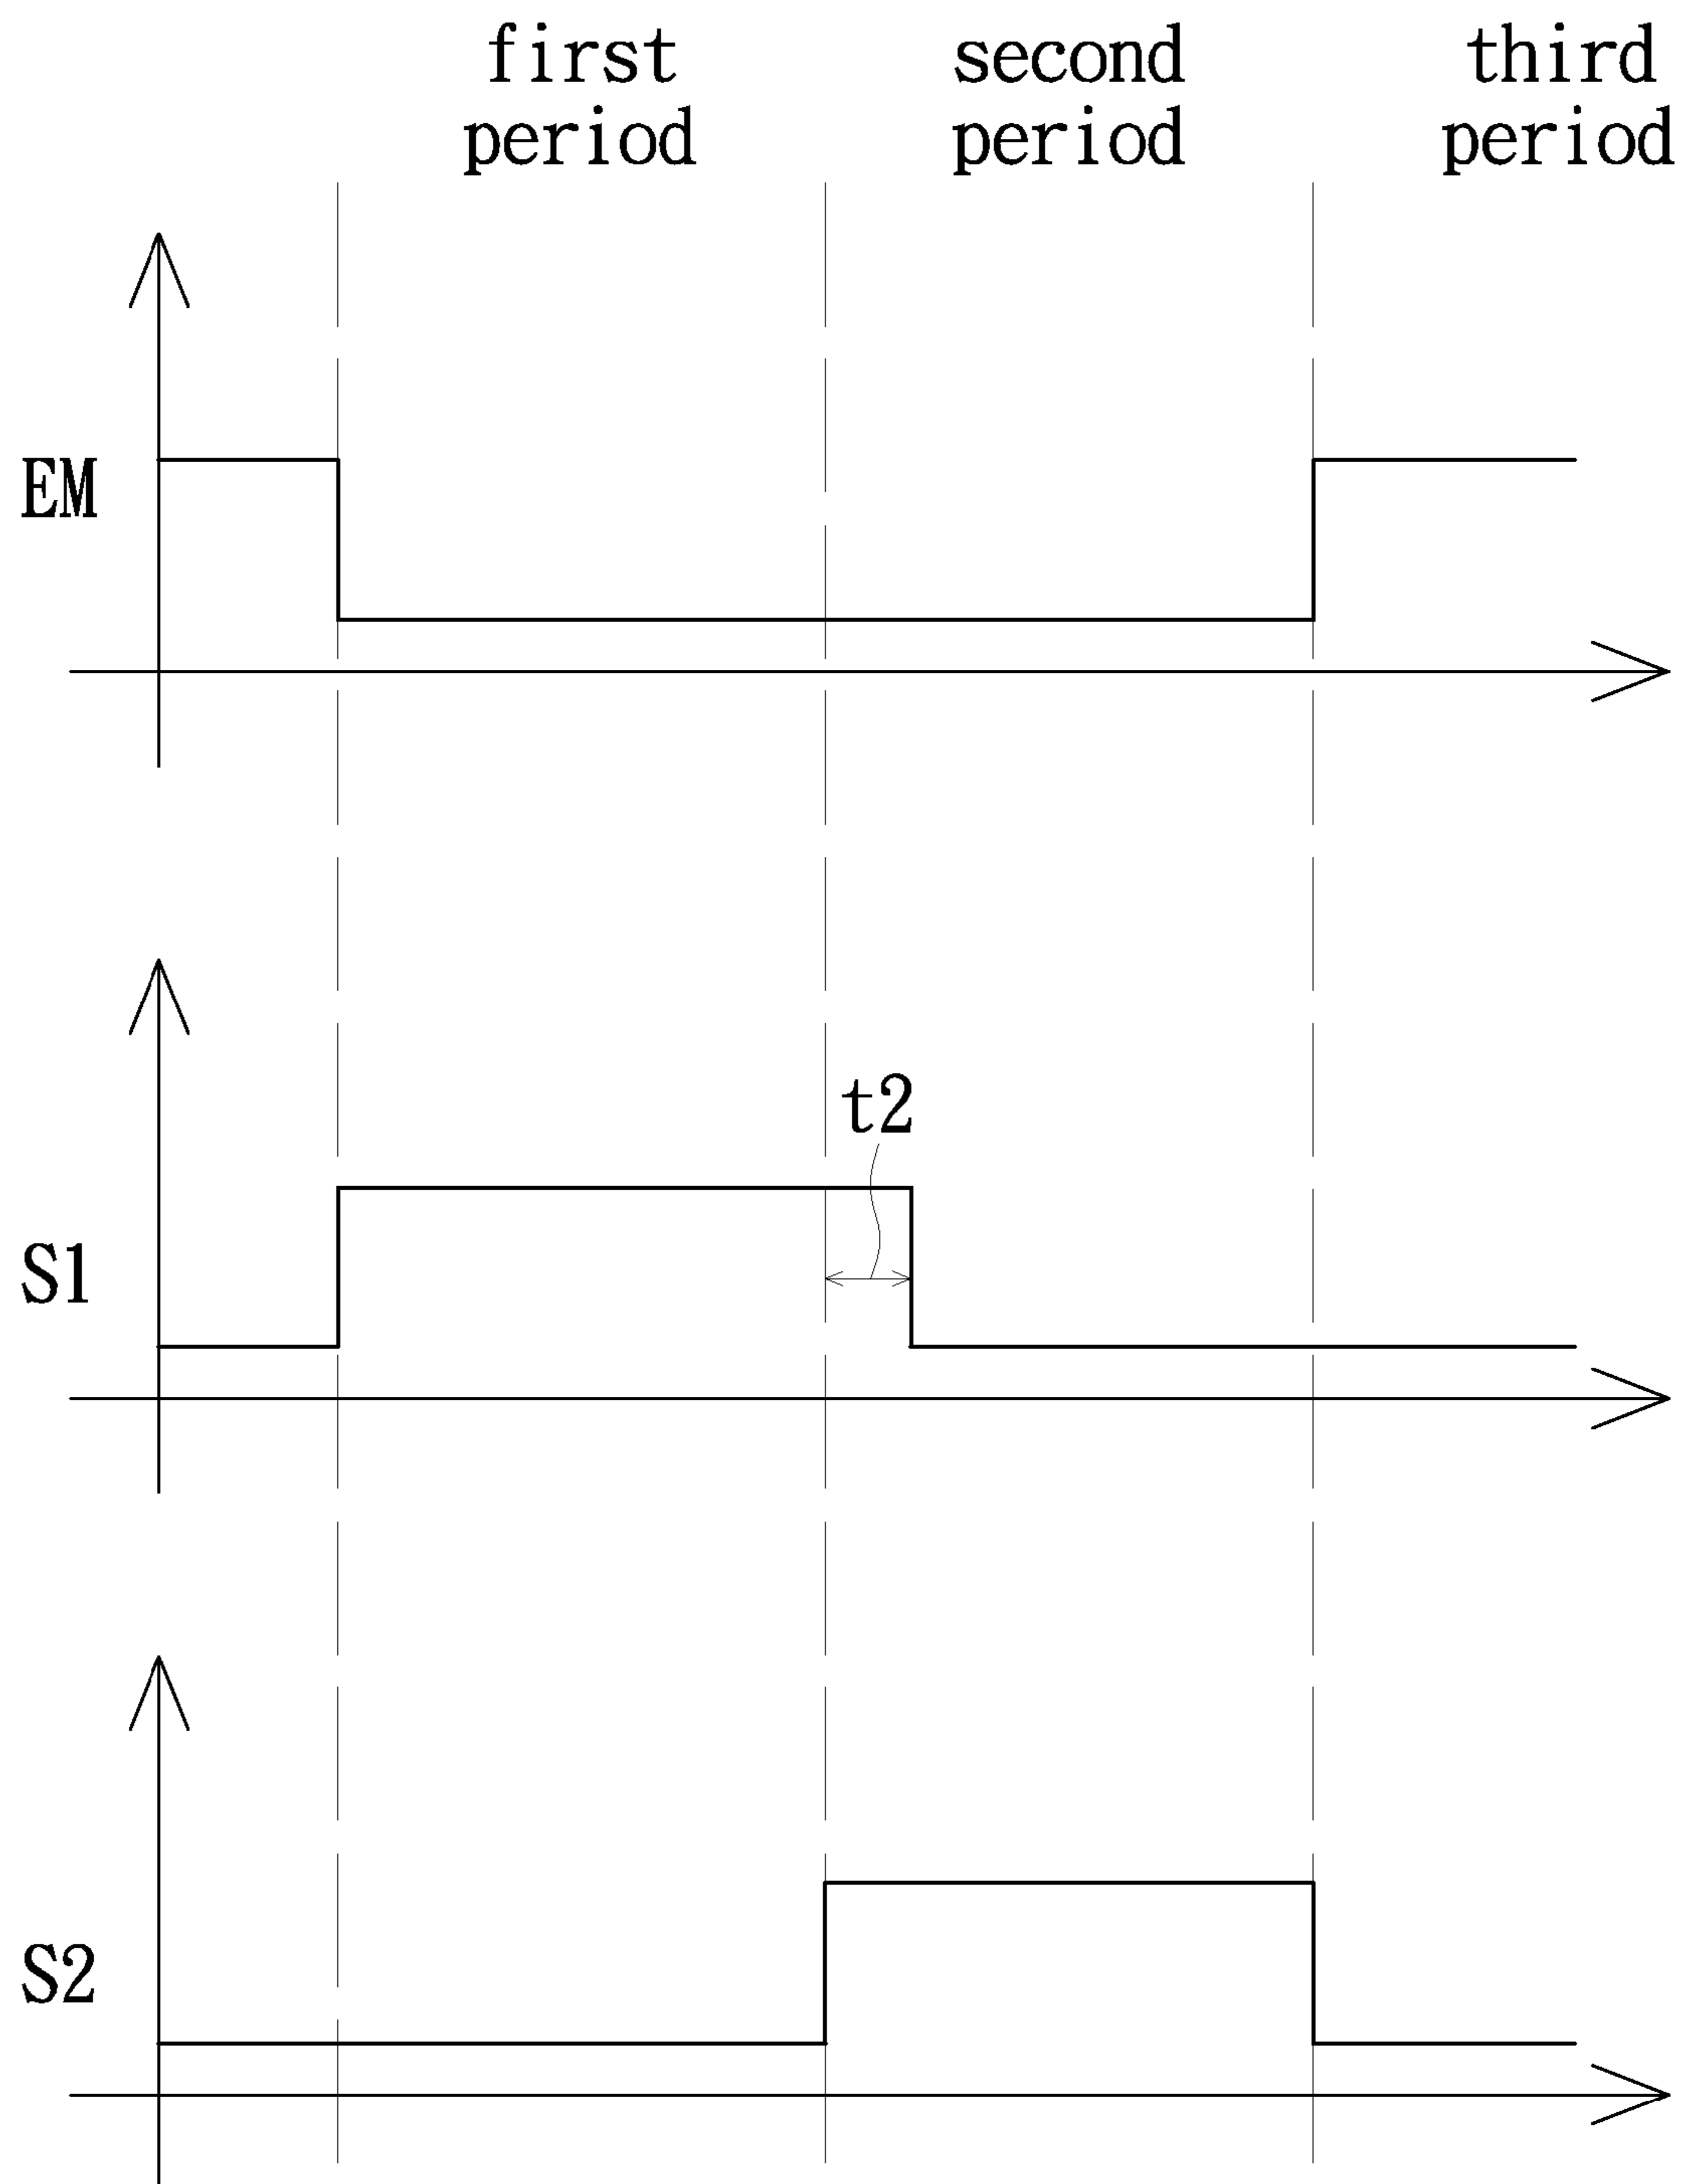 first
period
second
period
third
period
EM
t2
S1
S2